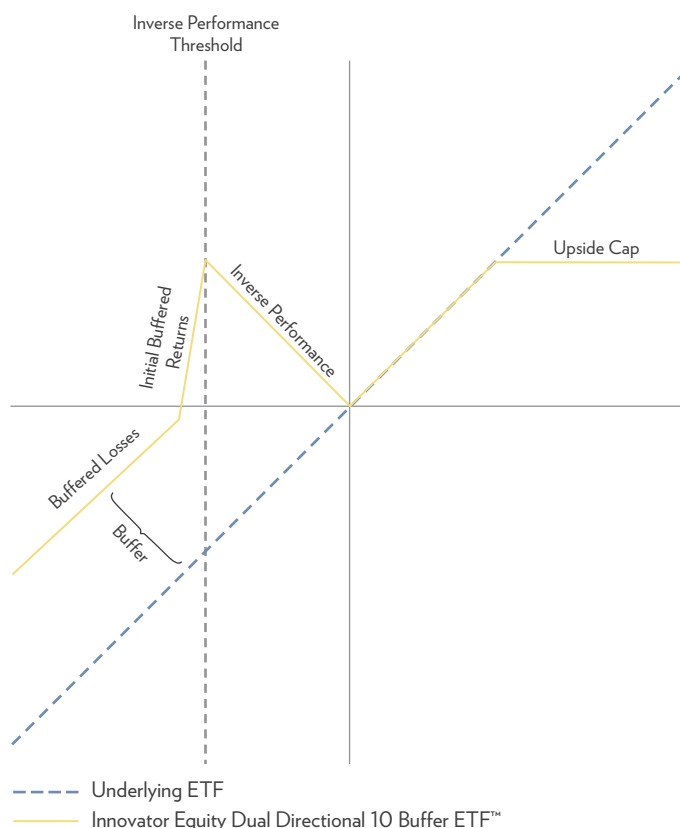 Inverse Performance
Threshold
Upside Cap
Inverse Performance
Initial Buffered
Returns
Buffered Losses
Buffer
Underlying ETF
Innovator Equity Dual Directional 10 Buffer ETF™